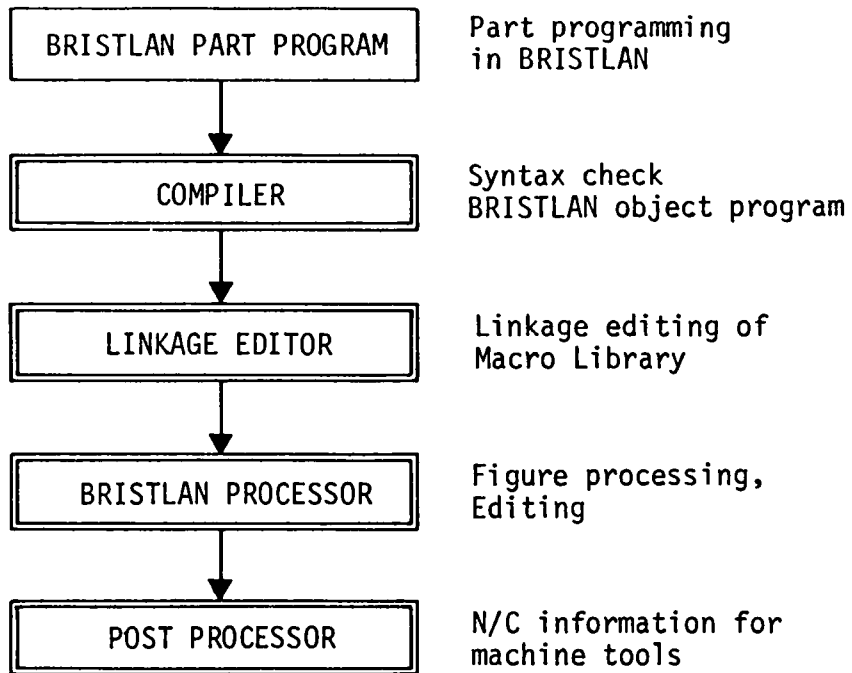 BRISTLAN PART PROGRAM
Part programming
in BRISTLAN
COMPILER
Syntax check
BRISTLAN object program
LINKAGE EDITOR
Linkage editing of
Macro Library
BRISTLAN PROCESSOR
Figure processing,
Editing
POST PROCESSOR
N/C information for
machine tools